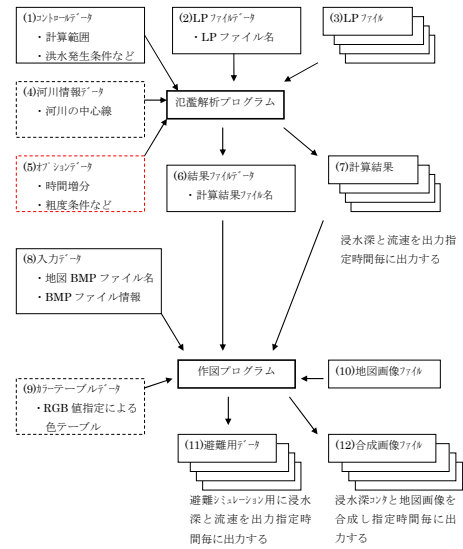 (1)ｺﾝﾄﾛｰﾙデｰﾀ
・計算範囲
・洪水発生条件など
(2)LP ﾌｧｲﾙデｰﾀ
・LP ファイル名
(3)LP ﾌｧｲﾙ
(4)河川情報デｰﾀ
・河川の中心線
氾濫解析プログラム
(5)ｵﾌﾟｼｮﾝデｰﾀ
・時間増分
・粗度条件など
(6)結果ﾌｧｲﾙデｰﾀ
・計算結果ﾌｧｲﾙ名
(7)計算結果
浸水深と流速を出力指
定時間毎に出力する
(8)入力デｰﾀ
・地図 BMP ファイル名
・BMP ファイル情報
作図プログラム
(10)地図画像ﾌｧｲﾙ
(9)ｶﾗｰテーブルデｰﾀ
・RGB 値指定による
色テーブル
(11)避難用デｰﾀ
(12)合成画像ﾌｧｲﾙ
避難ｼﾐｭﾚｰｼｮﾝ用に浸水
深と流速を出力指定時
間毎に出力する
浸水深ｺﾝﾀと地図画像を
合成し指定時間毎に出
力する